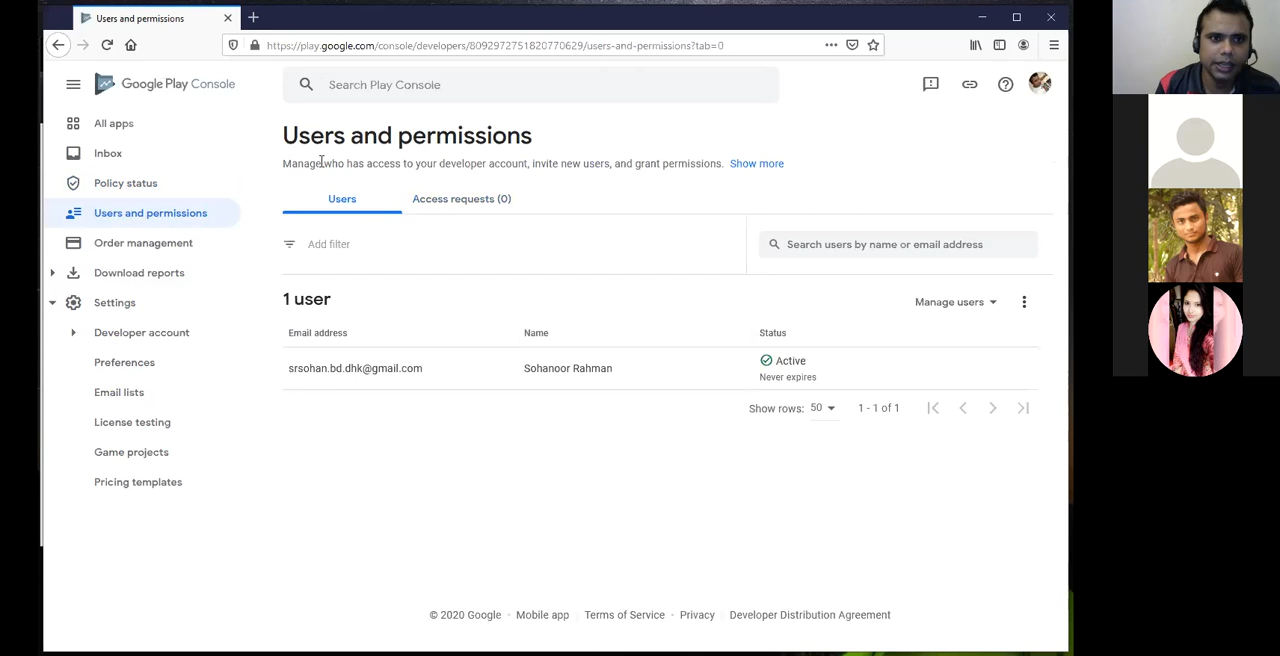 Users and permissions
https://play.google.com/console/developers/8092972751820770629/users-and-permissions?tab=0
Google Play Console
Search Play Console
All apps
Inbox
Policy status
Users and permissions
Order management
Download reports
Settings
Developer account
Preferences
Email lists
License testing
Game projects
Pricing templates
Users and permissions
Manage who has access to your developer account, invite new users, and grant permissions. Show more
Users Access requests (0)
Add filter
Search users by name or email address
1 user
Manage users
Email address Name Status
srsohan.bd.dhk@gmail.com Sohanoor Rahman Active
Never expires
Show rows: 50 1 - 1 of 1
© 2020 Google · Mobile app · Terms of Service · Privacy · Developer Distribution Agreement